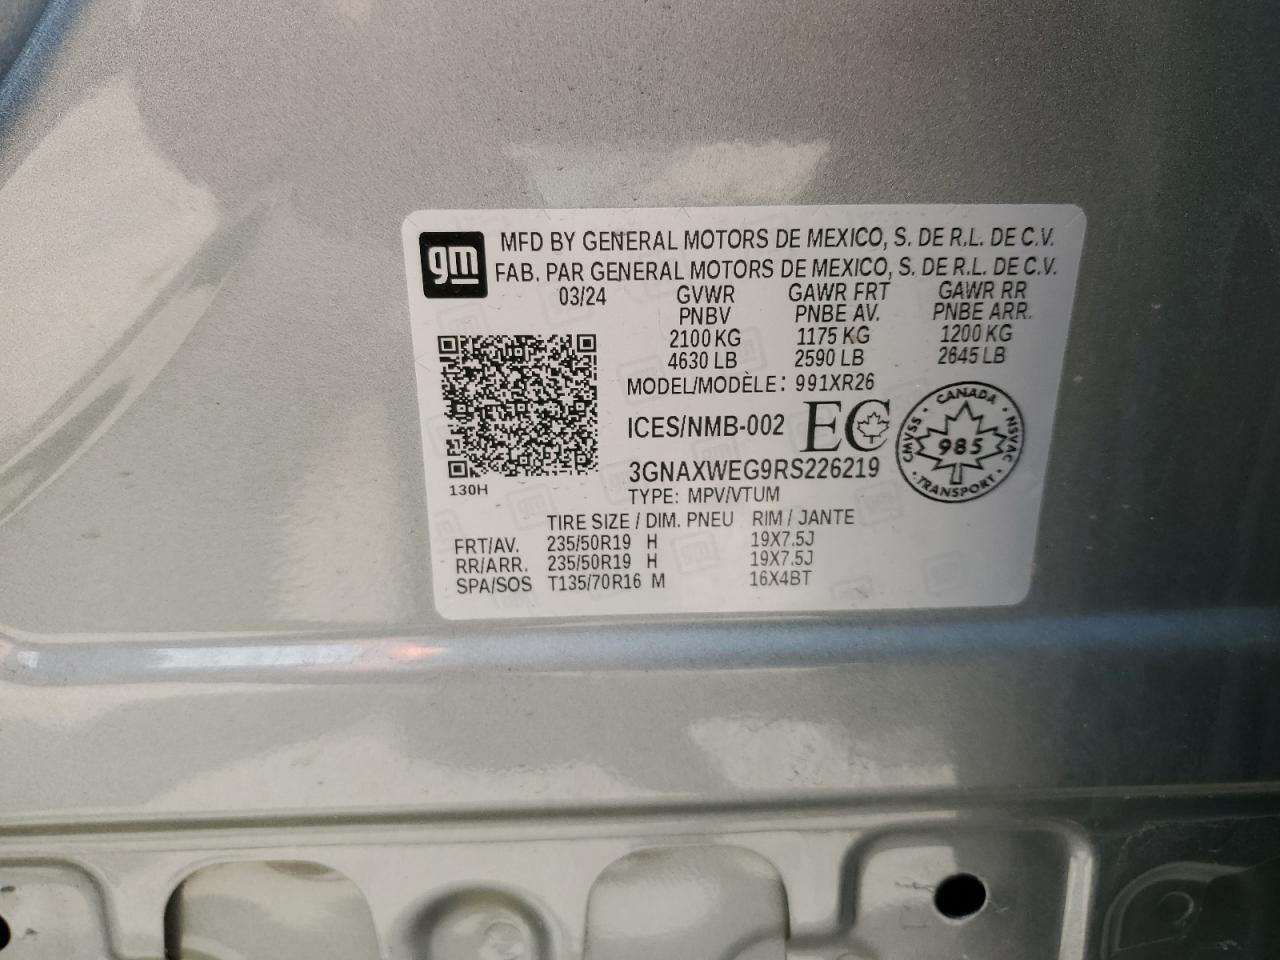 gm
MFD BY GENERAL MOTORS DE MEXICO, S. DE R.L. DE C.V.
FAB. PAR GENERAL MOTORS DE MEXICO, S. DE R.L. DE C.V.
03/24 GVWR GAWR FRT GAWR RR
PNBV PNBE AV. PNBE ARR.
2100 KG 1175 KG 1200 KG
4630 LB 2590 LB 2645 LB
MODEL/MODÈLE: 991XR26
ICES/NMB-002 EC
CANADA
CMVSS 985 NSVAC
TRANSPORT
3GNAXWEG9RS226219
130H
TYPE: MPV/VTUM
TIRE SIZE / DIM. PNEU RIM / JANTE
FRT/AV. 235/50R19 H 19X7.5J
RR/ARR. 235/50R19 H 19X7.5J
SPA/SOS T135/70R16 M 16X4BT